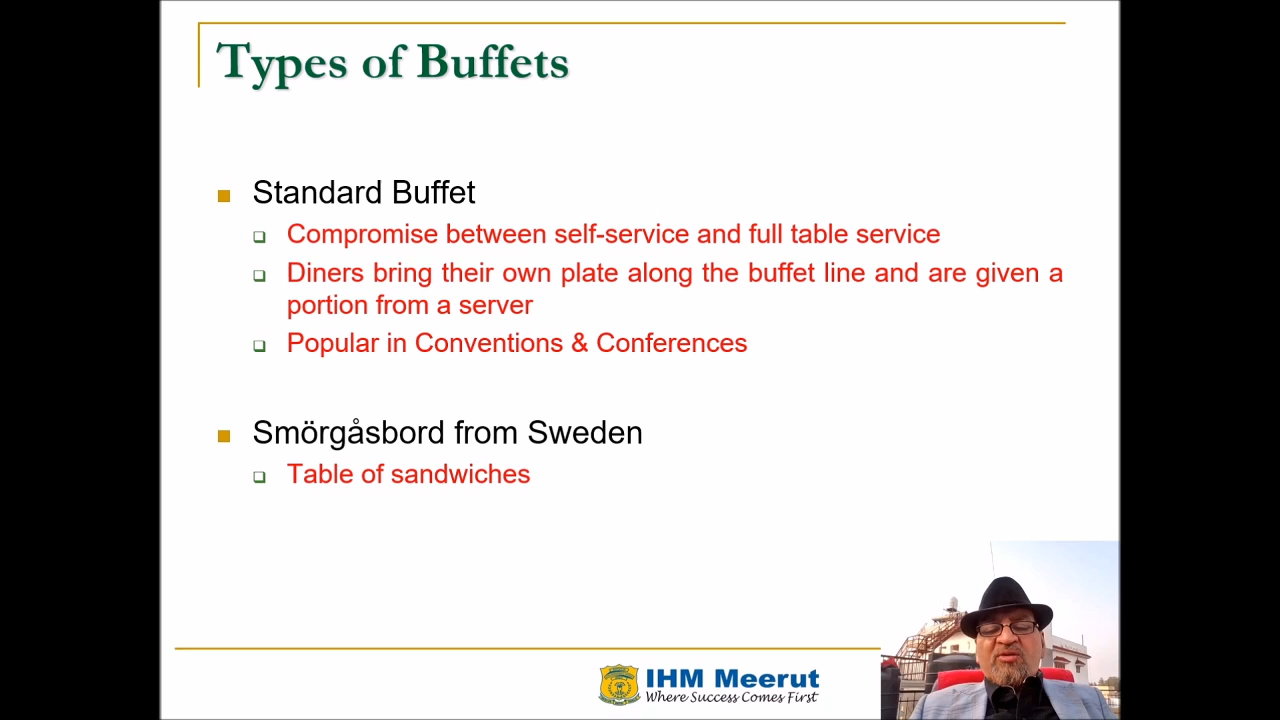 Types of Buffets
Standard Buffet
Compromise between self-service and full table service
Diners bring their own plate along the buffet line and are given a
portion from a server
Popular in Conventions & Conferences
Smörgåsbord from Sweden
Table of sandwiches
IHM Meerut
Where Success Comes First